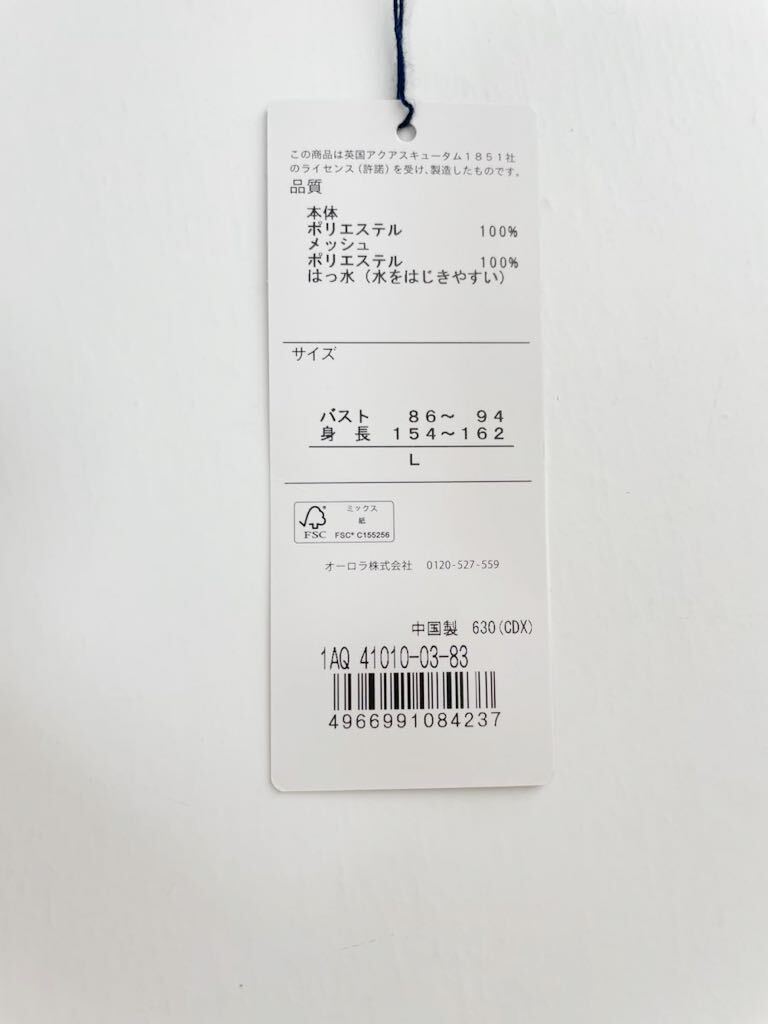 この商品は英国アクアスキュータム1851社
のライセンス(許諾)を受け、製造したものです。
品質
本体
ポリエステル 100%
メッシュ
ポリエステル 100%
はっ水(水をはじきやすい)
サイズ
バスト 86〜 94
身 長 154〜162
L
FSC
ミックス
紙
FSC® C155256
オーロラ株式会社 0120-527-559
中国製 630(CDX)
1AQ 41010-03-83
4966991084237